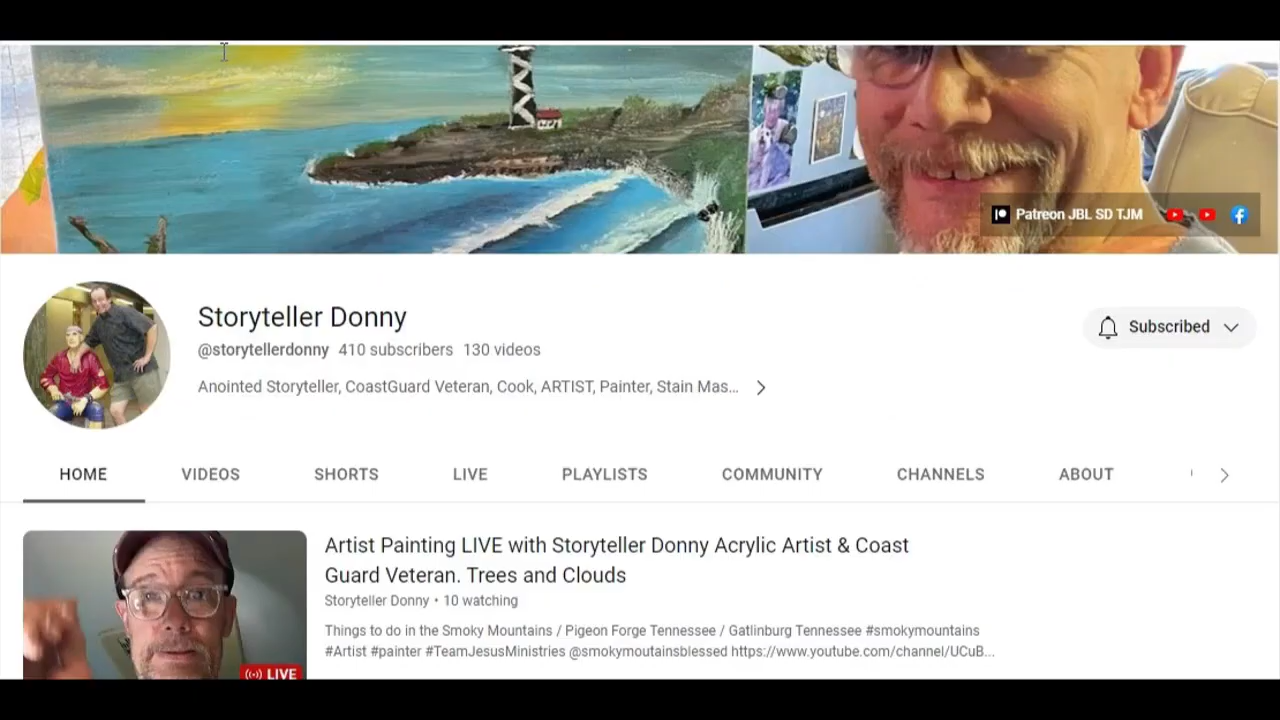 Patreon JBL SD TJM
Storyteller Donny
Subscribed
@storytellerdonny 410 subscribers 130 videos
Anointed Storyteller, CoastGuard Veteran, Cook, ARTIST, Painter, Stain Mas...
HOME VIDEOS SHORTS LIVE PLAYLISTS COMMUNITY CHANNELS ABOUT
Artist Painting LIVE with Storyteller Donny Acrylic Artist & Coast
Guard Veteran. Trees and Clouds
Storyteller Donny • 10 watching
Things to do in the Smoky Mountains / Pigeon Forge Tennessee / Gatlinburg Tennessee #smokymountains
#Artist #painter #TeamJesusMinistries @smokymoutainsblessed https://www.youtube.com/channel/UCuB...
LIVE